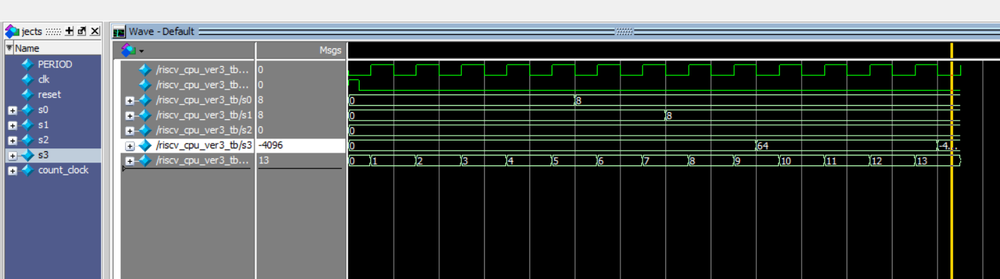 jects
Wave - Default
Name
Msgs
PERIOD
clk
reset
s0
s1
s2
s3
count_clock
/riscv_cpu_ver3_tb... 0
/riscv_cpu_ver3_tb... 0
/riscv_cpu_ver3_tb/s0 8 0 8
/riscv_cpu_ver3_tb/s1 8 0 8
/riscv_cpu_ver3_tb/s2 0 0
/riscv_cpu_ver3_tb/s3 -4096 0 64 -4...
/riscv_cpu_ver3_tb... 13 0 1 2 3 4 5 6 7 8 9 10 11 12 13